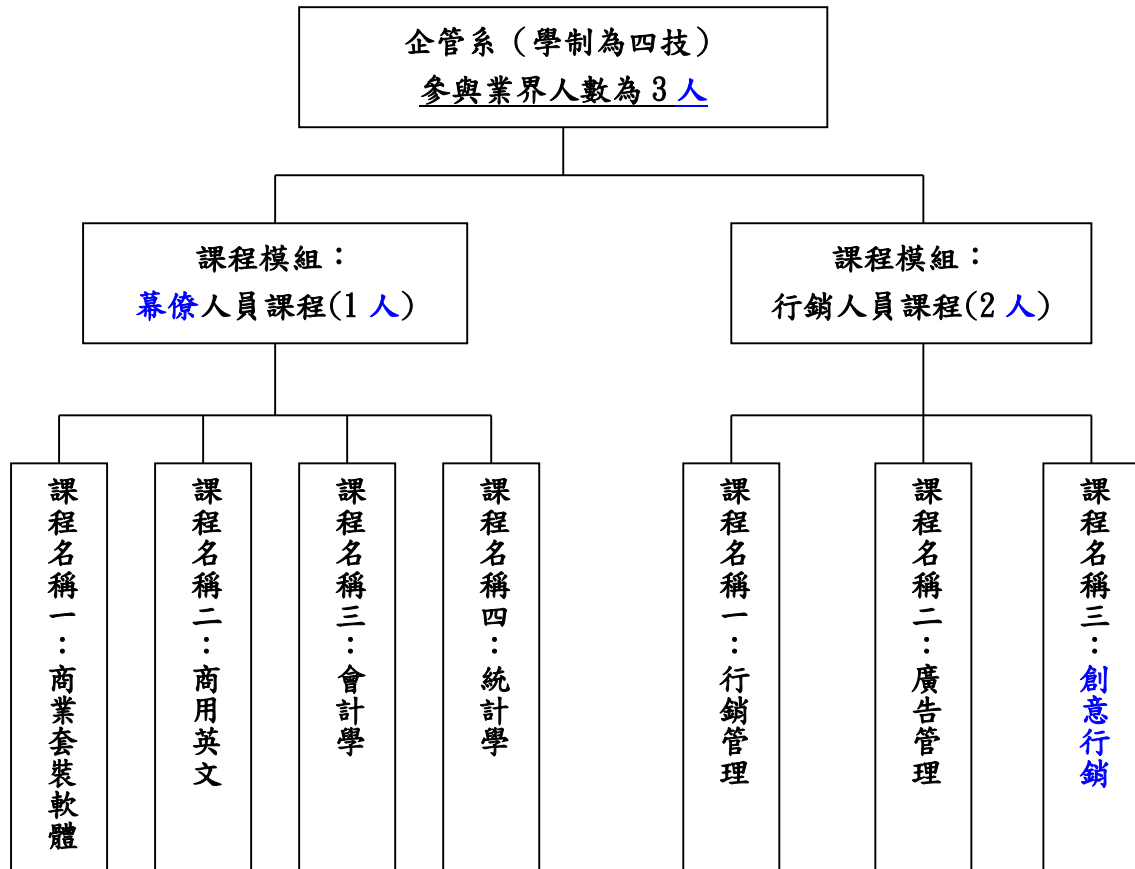 企管系（學制為四技）
參與業界人數為 3 人
課程模組：
幕僚人員課程(1 人)
課程模組：
行銷人員課程(2 人)
課程名稱一：商業套裝軟體
課程名稱二：商用英文
課程名稱三：會計學
課程名稱四：統計學
課程名稱一：行銷管理
課程名稱二：廣告管理
課程名稱三：創意行銷